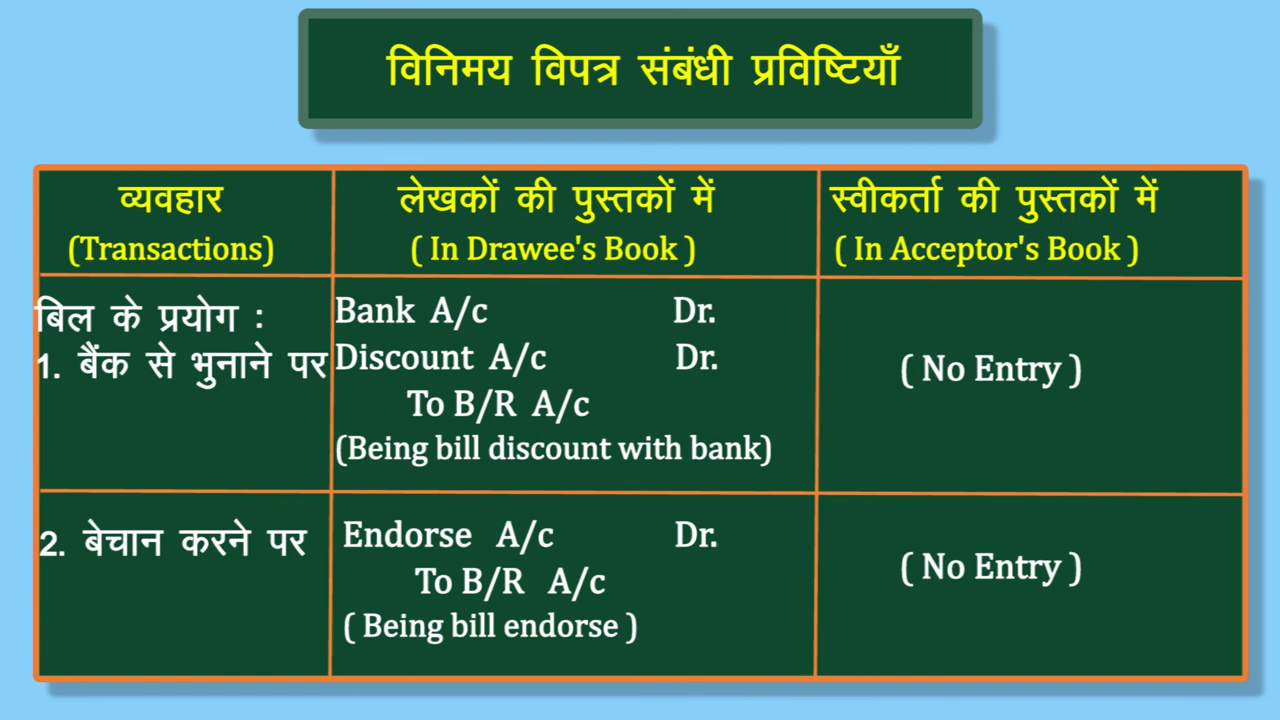 विनिमय विपत्र संबंधी प्रविष्टियाँ
व्यवहार
(Transactions)
लेखकों की पुस्तकों में
( In Drawee's Book )
स्वीकर्ता की पुस्तकों में
( In Acceptor's Book )
बिल के प्रयोग :
1. बैंक से भुनाने पर
Bank A/c Dr.
Discount A/c Dr.
To B/R A/c
(Being bill discount with bank)
( No Entry )
2. बेचान करने पर
Endorse A/c Dr.
To B/R A/c
( Being bill endorse )
( No Entry )